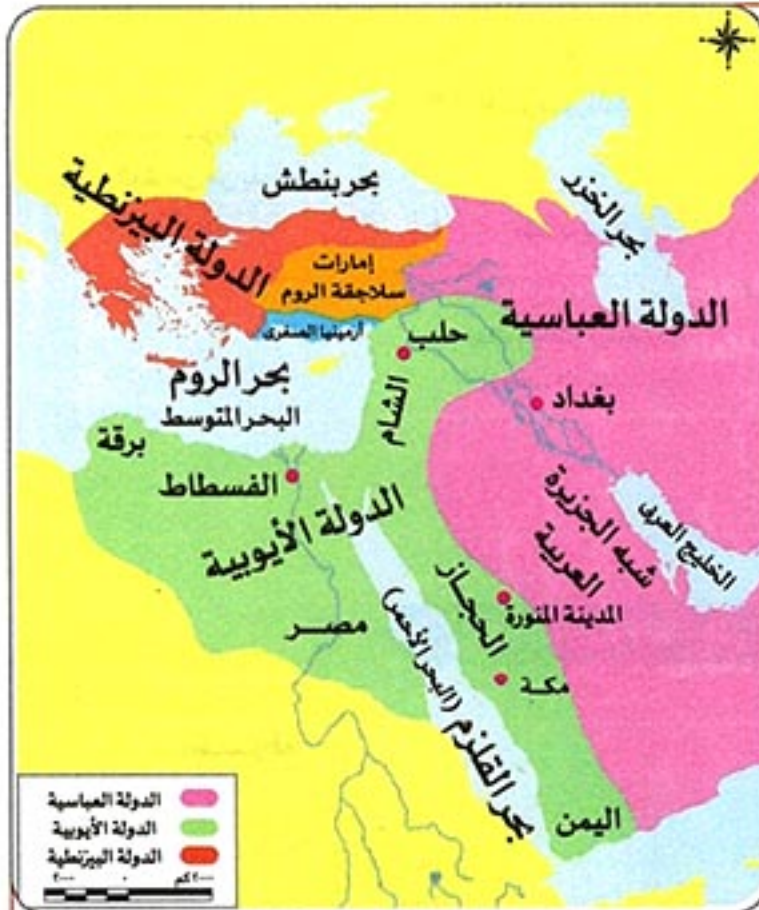 بحر بنطش
بحر الخزر
الدولة البيزنطية
إمارات
سلاجقة الروم
أرمينيا الصغرى
الدولة العباسية
حلب
الشام
بغداد
بحر الروم
البحر المتوسط
برقة
الفسطاط
الدولة الأيوبية
شبه الجزيرة
العربية
الخليج العربي
الحجاز
المدينة المنورة
مصر
مكة
بحر القلزم (البحر الأحمر)
اليمن
الدولة العباسية
الدولة الأيوبية
الدولة البيزنطية